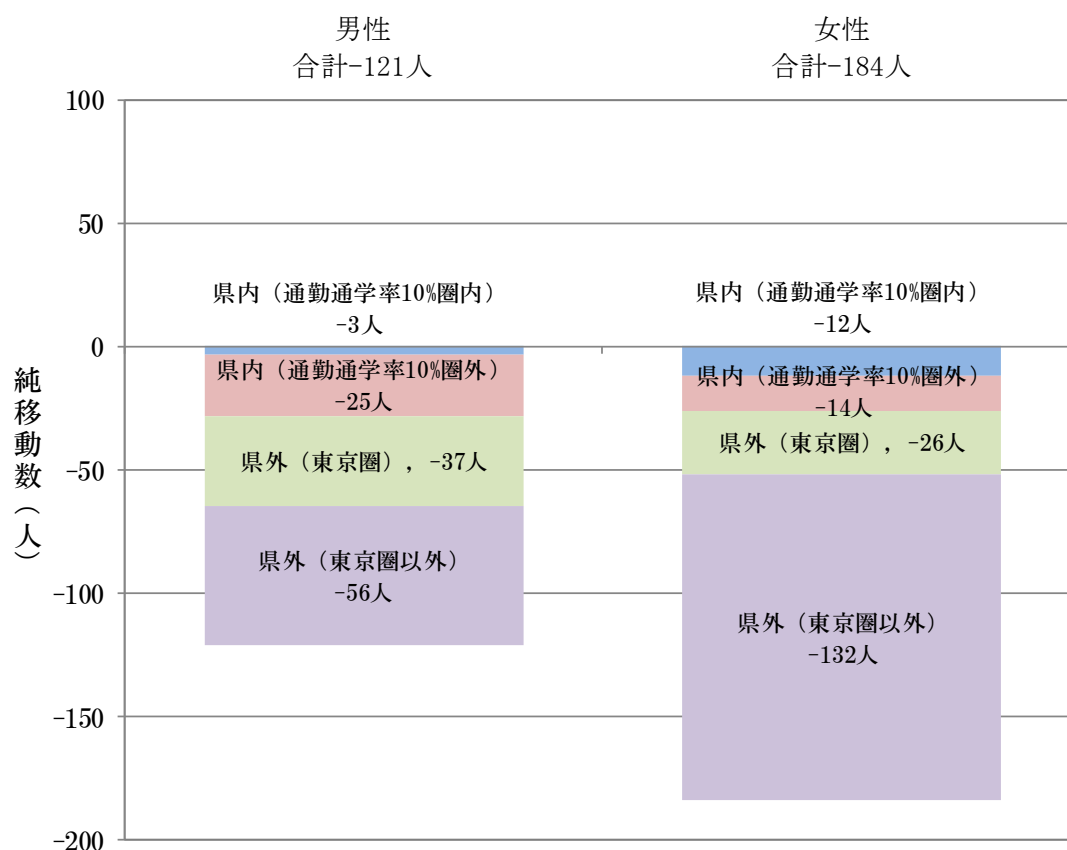 男性
合計-121人
女性
合計-184人
100
50
0
-50
-100
-150
-200
純移動数（人）
県内（通勤通学率10%圏内）
-3人
県内（通勤通学率10%圏外）
-25人
県外（東京圏），-37人
県外（東京圏以外）
-56人
県内（通勤通学率10%圏内）
-12人
県内（通勤通学率10%圏外）
-14人
県外（東京圏），-26人
県外（東京圏以外）
-132人